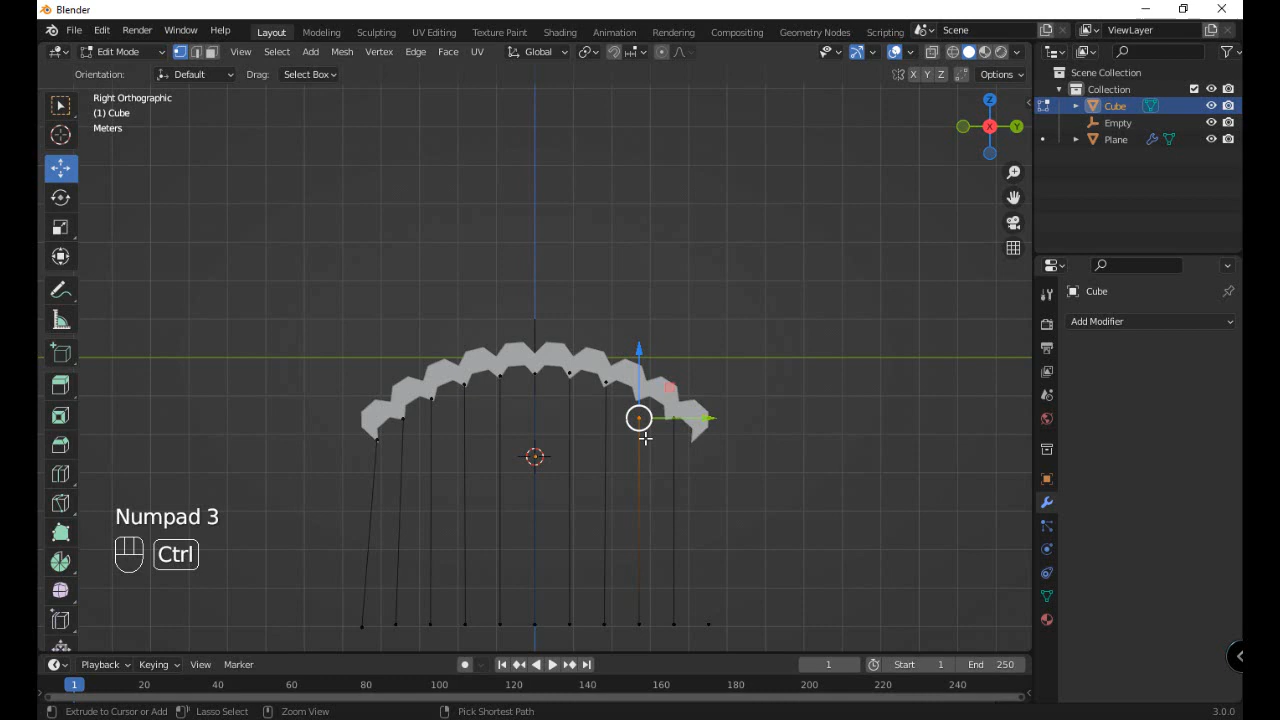 Blender
File Edit Render Window Help Layout Modeling Sculpting UV Editing Texture Paint Shading Animation Rendering Compositing Geometry Nodes Scripting Scene ViewLayer
Edit Mode View Select Add Mesh Vertex Edge Face UV Global
Orientation: Default Drag: Select Box X Y Z Options
Right Orthographic
(1) Cube
Meters
Z
X Y
Scene Collection
Collection
Cube
Empty
Plane
Cube
Add Modifier
Numpad 3
Ctrl
Playback Keying View Marker 1 Start 1 End 250
1 20 40 60 80 100 120 140 160 180 200 220 240
Extrude to Cursor or Add Lasso Select Zoom View Pick Shortest Path 3.0.0